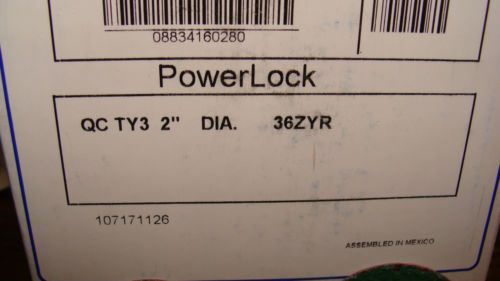 08834160280
PowerLock
QC TY3 2" DIA. 36ZYR
107171126
ASSEMBLED IN MEXICO